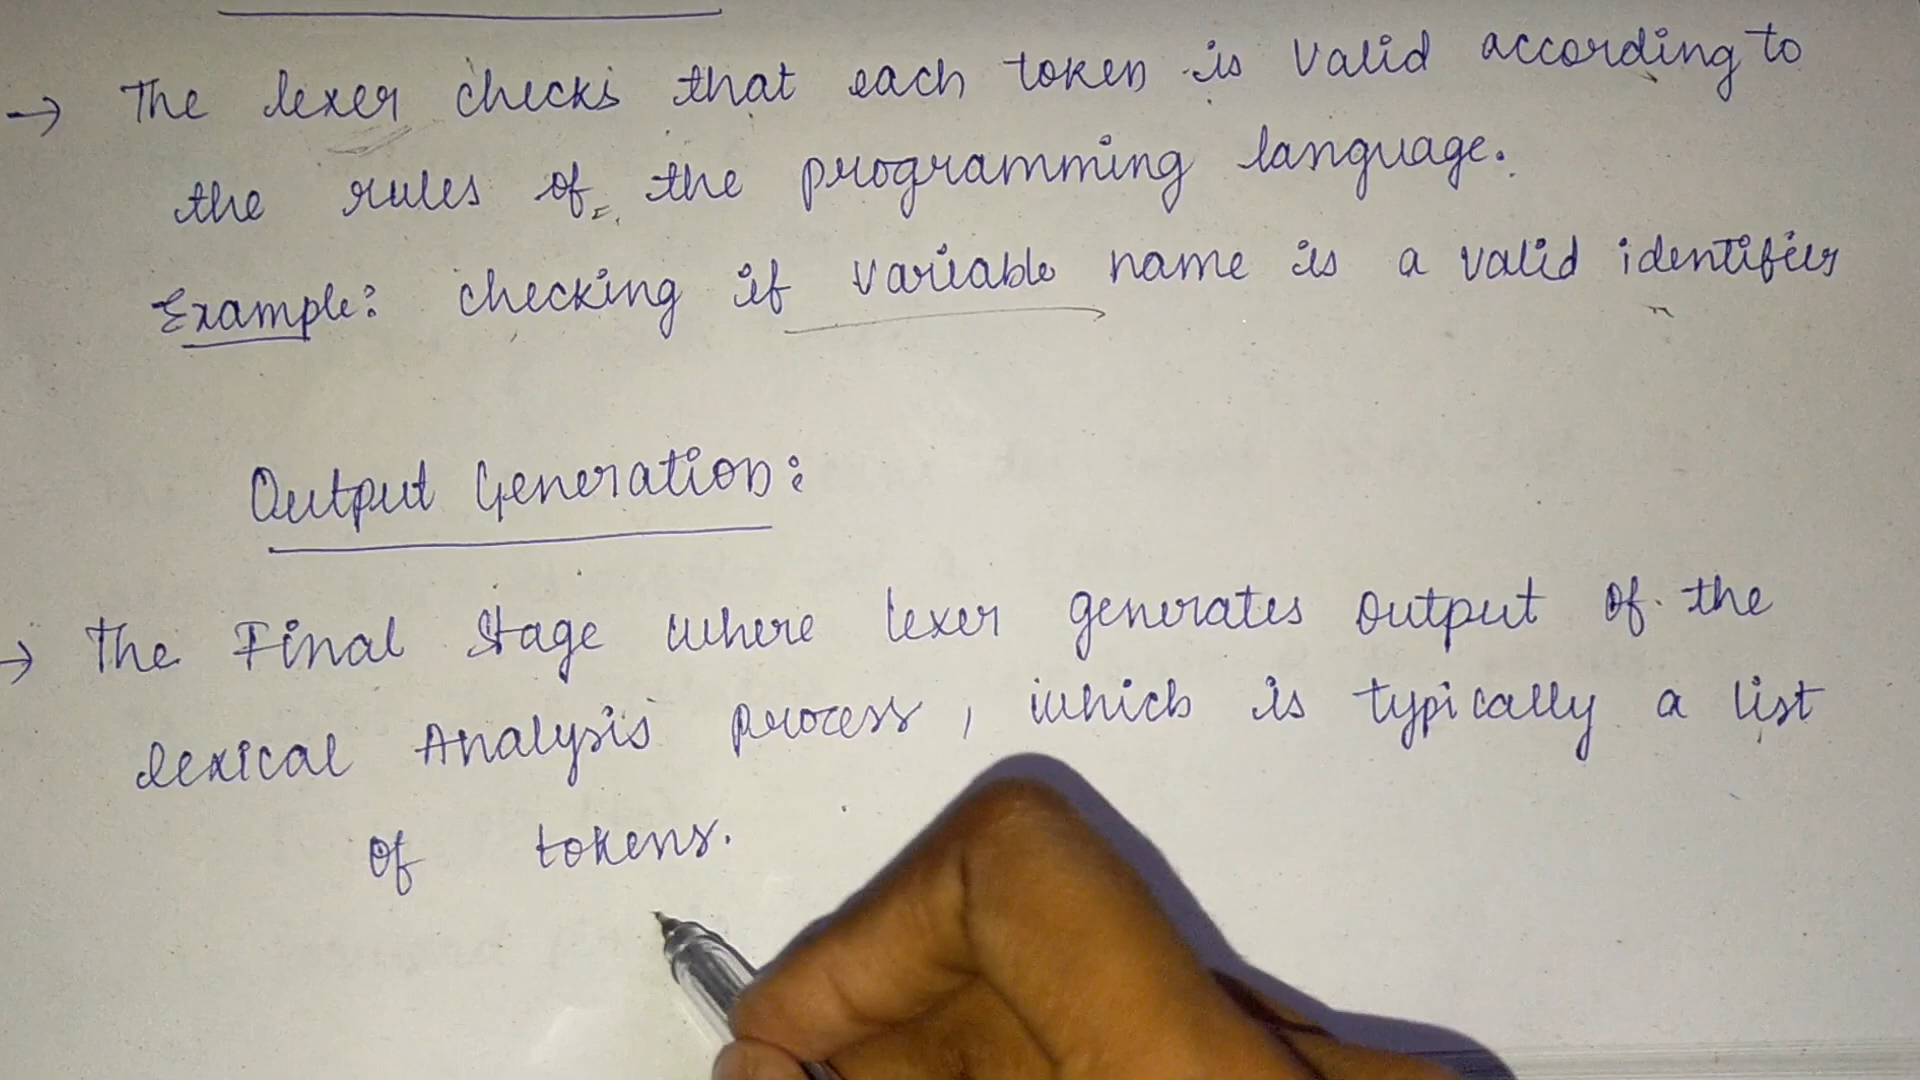 → The lexer checks that each token is valid according to
the rules of the programming language.
Example: checking if variable name is a valid identifier
Output Generation:
→ The Final Stage where lexer generates output of the
lexical Analysis process, which is typically a list
of tokens.